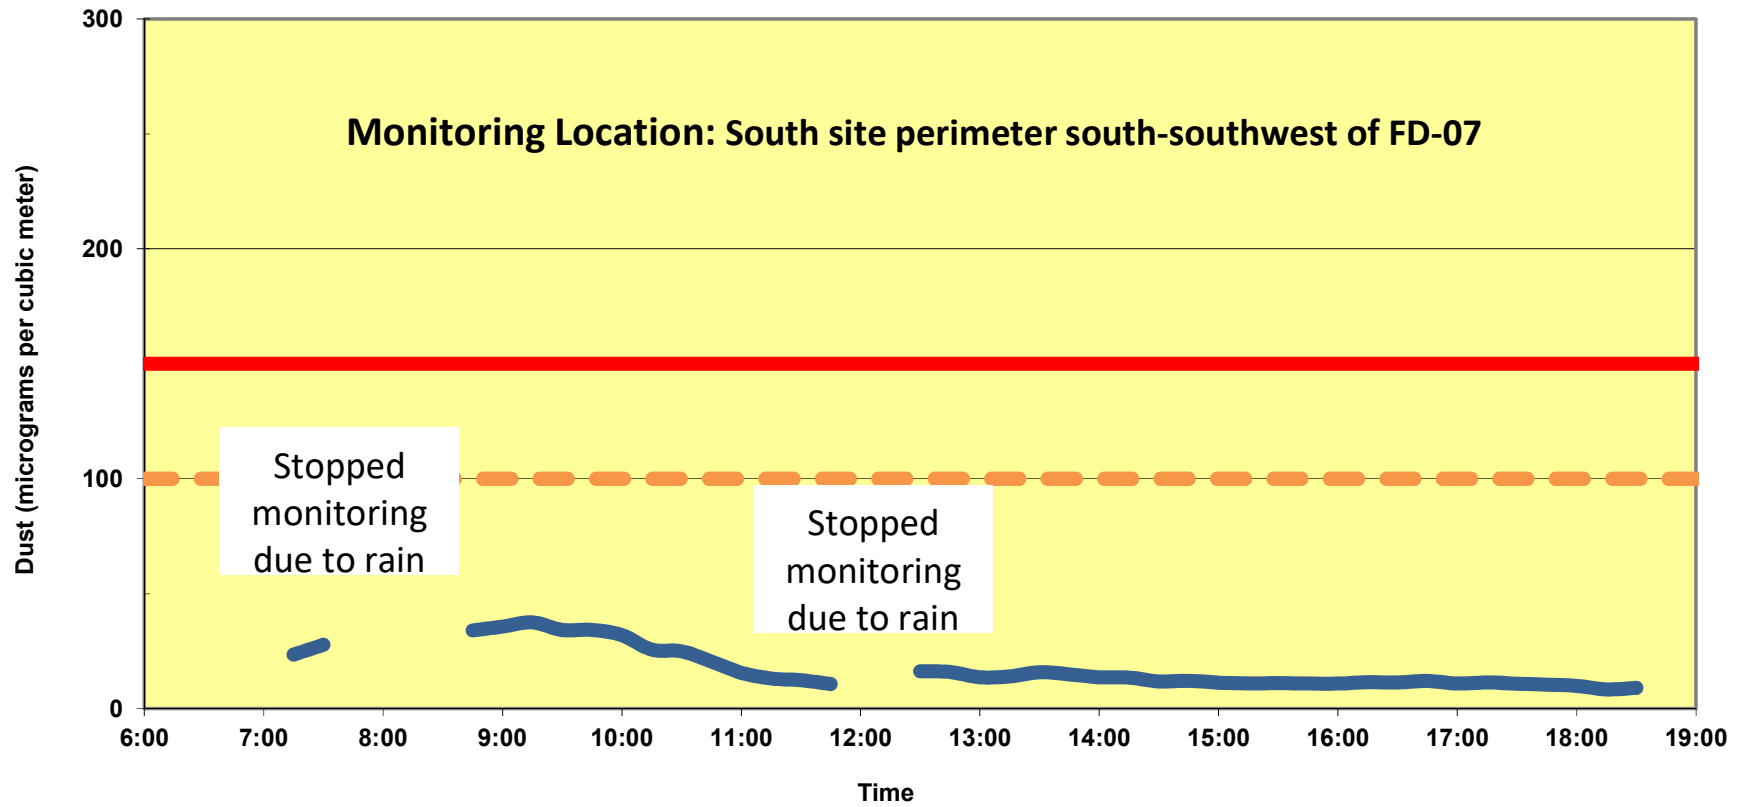 Monitoring Location: South site perimeter south-southwest of FD-07
Dust (micrograms per cubic meter)
300
200
100
0
Stopped
monitoring
due to rain
Stopped
monitoring
due to rain
6:00 7:00 8:00 9:00 10:00 11:00 12:00 13:00 14:00 15:00 16:00 17:00 18:00 19:00
Time